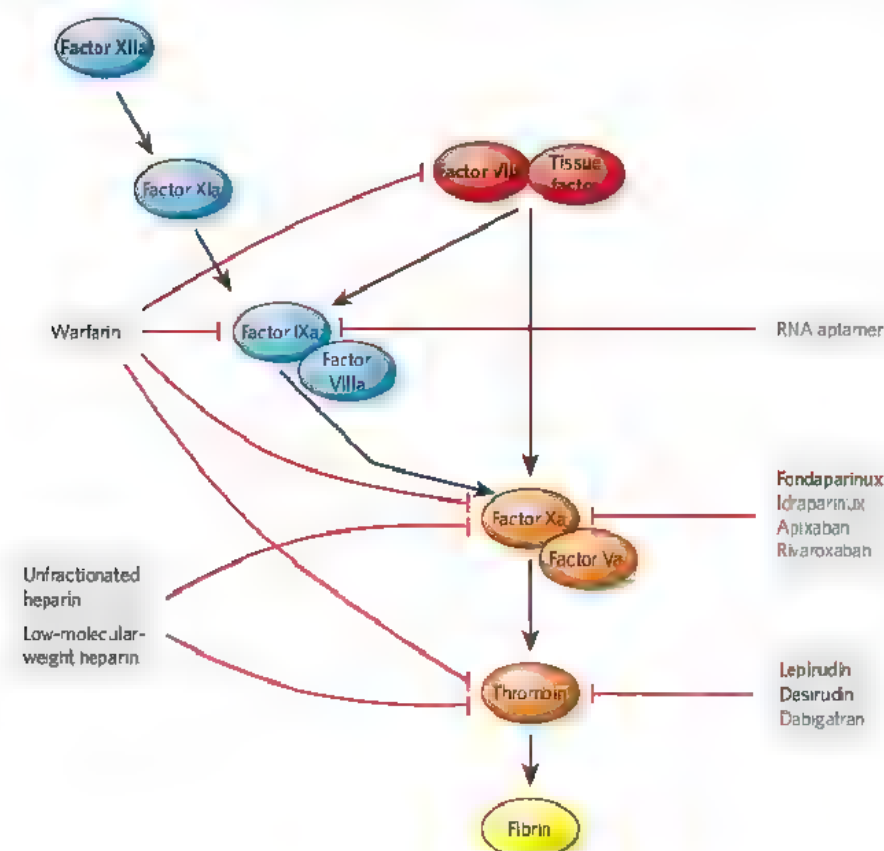 Factor XIIa
Factor XIa
Factor VIIa
Tissue
factor
Warfarin
Factor IXa
Factor
VIIIa
RNA aptamer
Factor Xa
Factor Va
Fondaparinux
Idraparinux
Apixaban
Rivaroxaban
Unfractionated
heparin
Low-molecular-
weight heparin
Thrombin
Lepirudin
Desirudin
Dabigatran
Fibrin